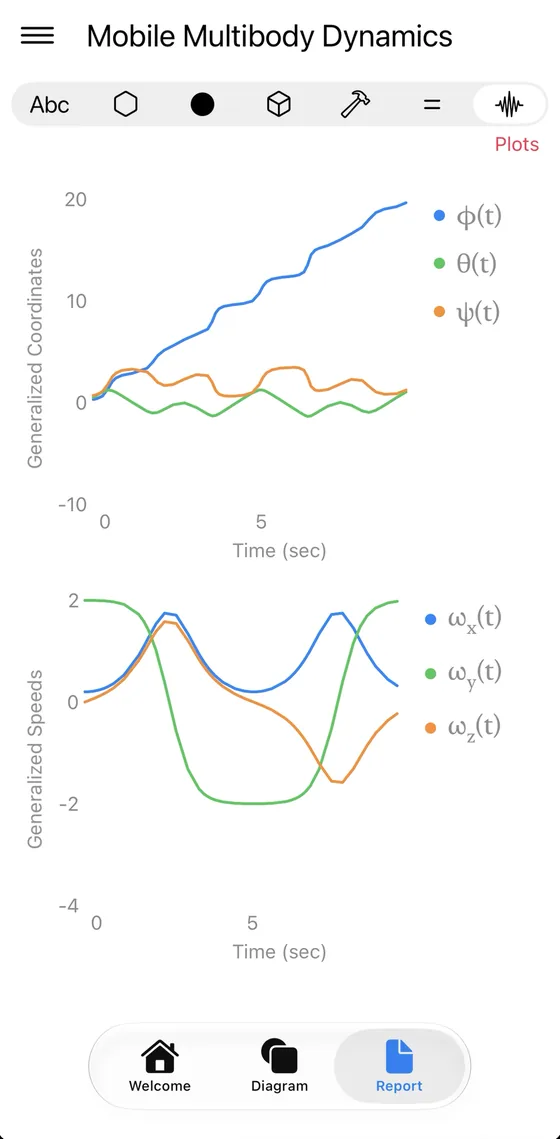 Mobile Multibody Dynamics
Abc
=
Plots
Generalized Coordinates
20
10
0
-10
0 5
Time (sec)
ϕ(t)
θ(t)
ψ(t)
Generalized Speeds
2
0
-2
-4
0 5
Time (sec)
ωx(t)
ωy(t)
ωz(t)
Welcome
Diagram
Report